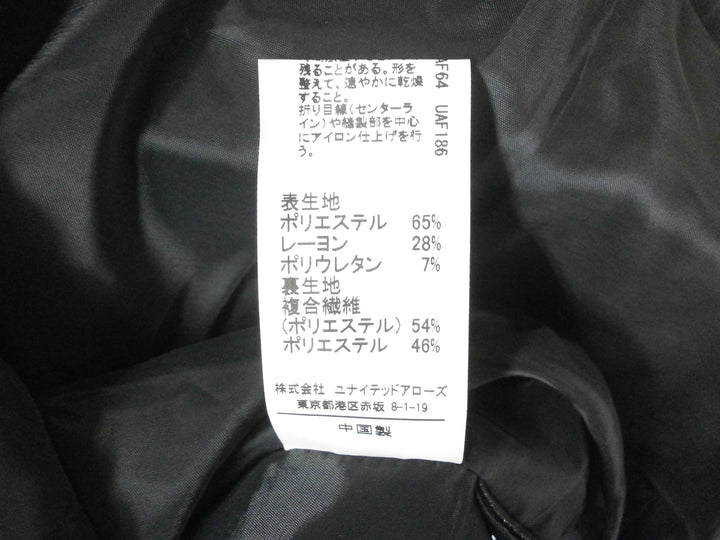 残ることがある。形を
整えて、速やかに乾燥
すること。
折り目線(センターラ
イン)や縫製部を中心
にアイロン仕上げを行
う。
AF64 UAF186
表生地
ポリエステル 65%
レーヨン 28%
ポリウレタン 7%
裏生地
複合繊維
(ポリエステル) 54%
ポリエステル 46%
株式会社 ユナイテッドアローズ
東京都港区赤坂 8-1-19
中国製